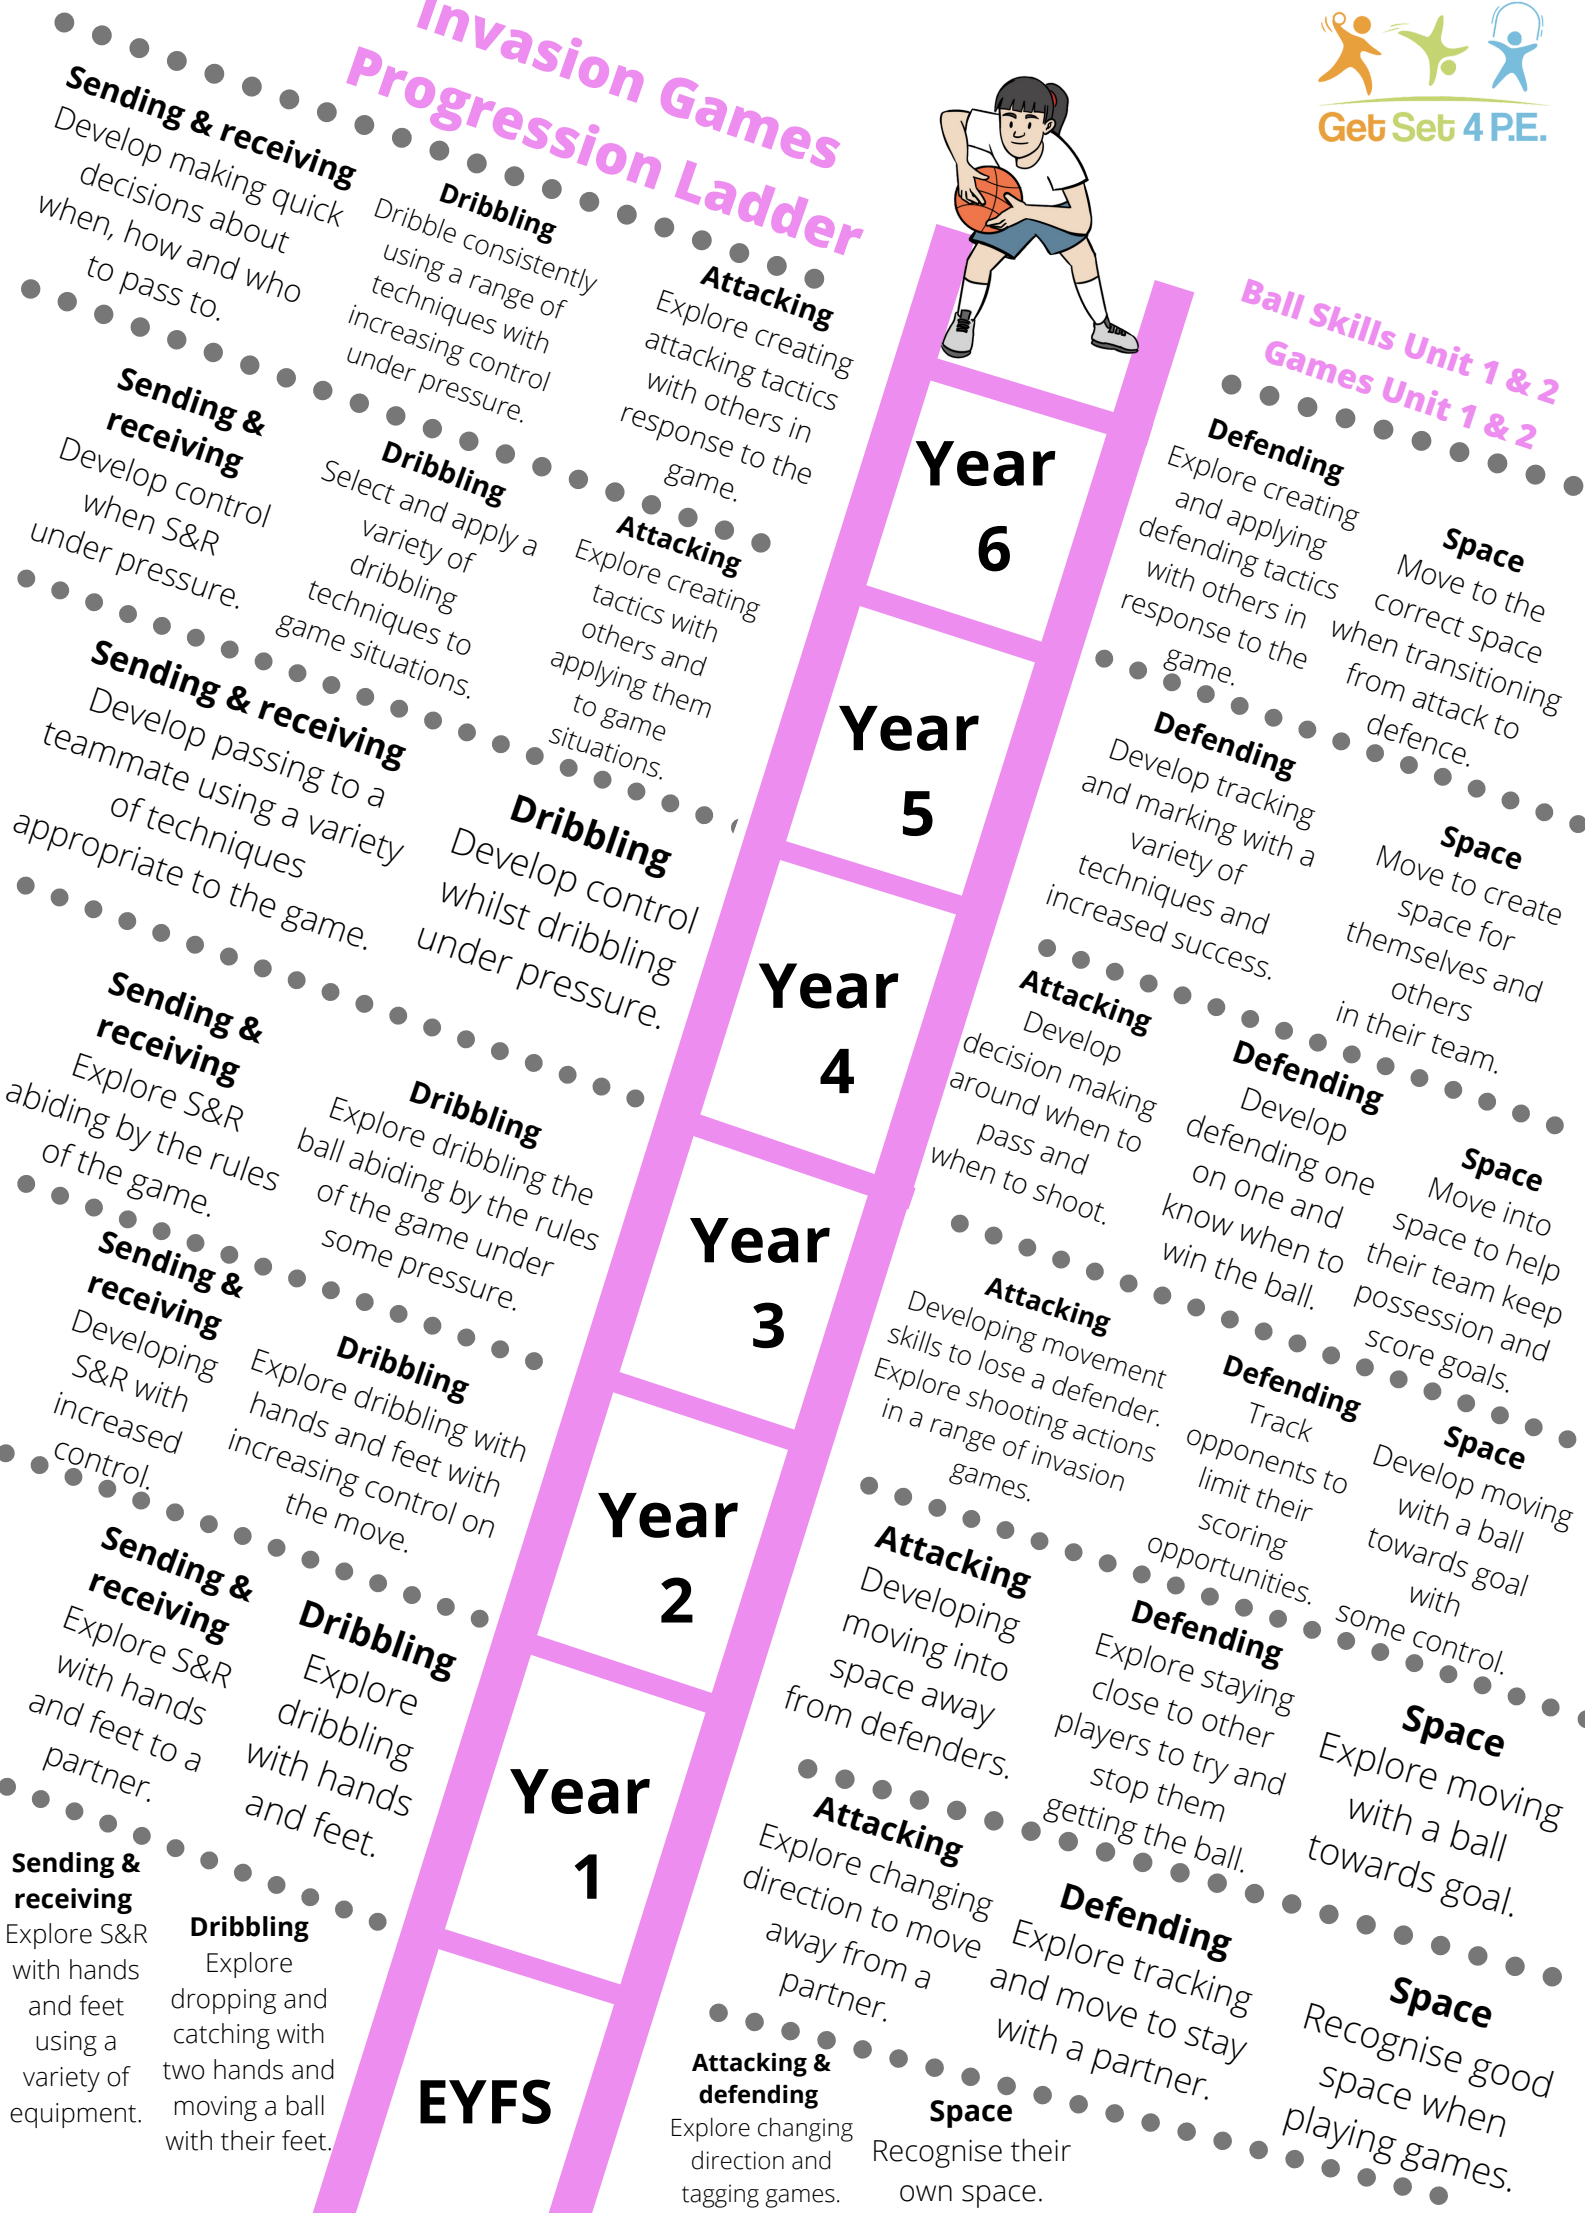 Invasion Games
Progression Ladder
Get Set 4 P.E.
Ball Skills Unit 1 & 2
Games Unit 1 & 2
Year
6
Sending & receiving
Develop making quick
decisions about
when, how and who
to pass to.
Dribbling
Dribble consistently
using a range of
techniques with
increasing control
under pressure.
Attacking
Explore creating
attacking tactics
with others in
response to the
game.
Defending
Explore creating
and applying
defending tactics
with others in
response to the
game.
Space
Move to the
correct space
when transitioning
from attack to
defence.
Year
5
Sending &
receiving
Develop control
when S&R
under pressure.
Dribbling
Select and apply a
variety of
dribbling
techniques to
game situations.
Attacking
Explore creating
tactics with
others and
applying them
to game
situations.
Defending
Develop tracking
and marking with a
variety of
techniques and
increased success.
Space
Move to create
space for
themselves and
others
in their team.
Year
4
Sending & receiving
Develop passing to a
teammate using a variety
of techniques
appropriate to the game.
Dribbling
Develop control
whilst dribbling
under pressure.
Attacking
Develop
decision making
around when to
pass and
when to shoot.
Defending
Develop
defending one
on one and
know when to
win the ball.
Space
Move into
space to help
their team keep
possession and
score goals.
Year
3
Sending &
receiving
Explore S&R
abiding by the rules
of the game.
Dribbling
Explore dribbling the
ball abiding by the rules
of the game under
some pressure.
Attacking
Developing movement
skills to lose a defender.
Explore shooting actions
in a range of invasion
games.
Defending
Track
opponents to
limit their
scoring
opportunities.
Space
Develop moving
with a ball
towards goal
with
some control.
Year
2
Sending &
receiving
Developing
S&R with
increased
control.
Dribbling
Explore dribbling with
hands and feet with
increasing control on
the move.
Attacking
Developing
moving into
space away
from defenders.
Defending
Explore staying
close to other
players to try and
stop them
getting the ball.
Space
Explore moving
with a ball
towards goal.
Year
1
Sending &
receiving
Explore S&R
with hands
and feet to a
partner.
Dribbling
Explore
dribbling
with hands
and feet.
Attacking
Explore changing
direction to move
away from a
partner.
Defending
Explore tracking
and move to stay
with a partner.
Space
Recognise good
space when
playing games.
EYFS
Sending &
receiving
Explore S&R
with hands
and feet
using a
variety of
equipment.
Dribbling
Explore
dropping and
catching with
two hands and
moving a ball
with their feet.
Attacking &
defending
Explore changing
direction and
tagging games.
Space
Recognise their
own space.